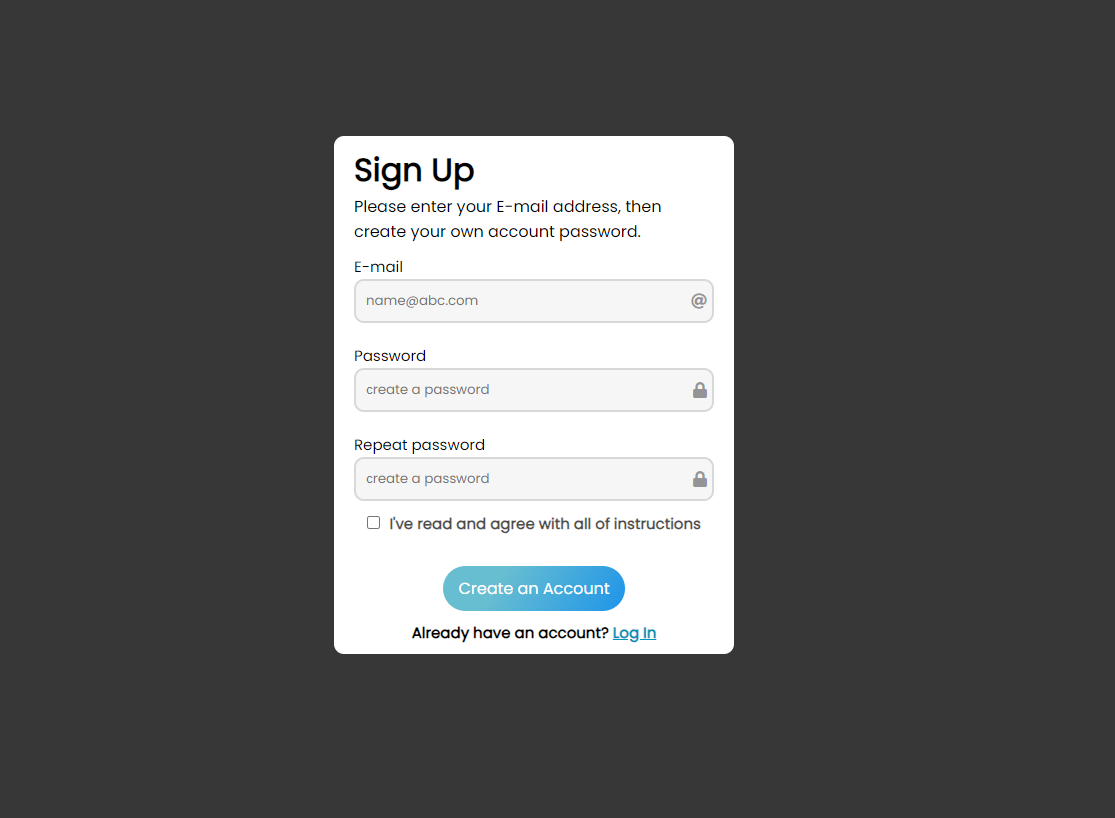 Sign Up
Please enter your E-mail address, then
create your own account password.
E-mail
name@abc.com @
Password
create a password
Repeat password
create a password
I've read and agree with all of instructions
Create an Account
Already have an account? Log In